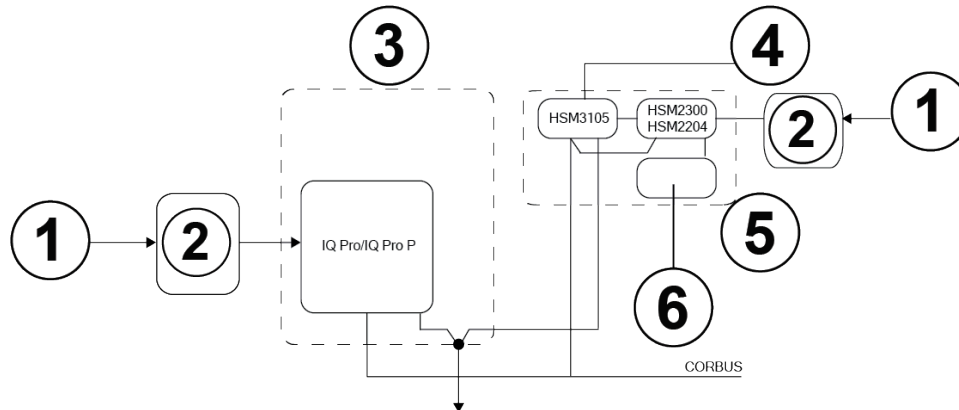 3
4
HSM3105
HSM2300
HSM2204
2
1
1
2
IQ Pro/IQ Pro P
5
6
CORBUS